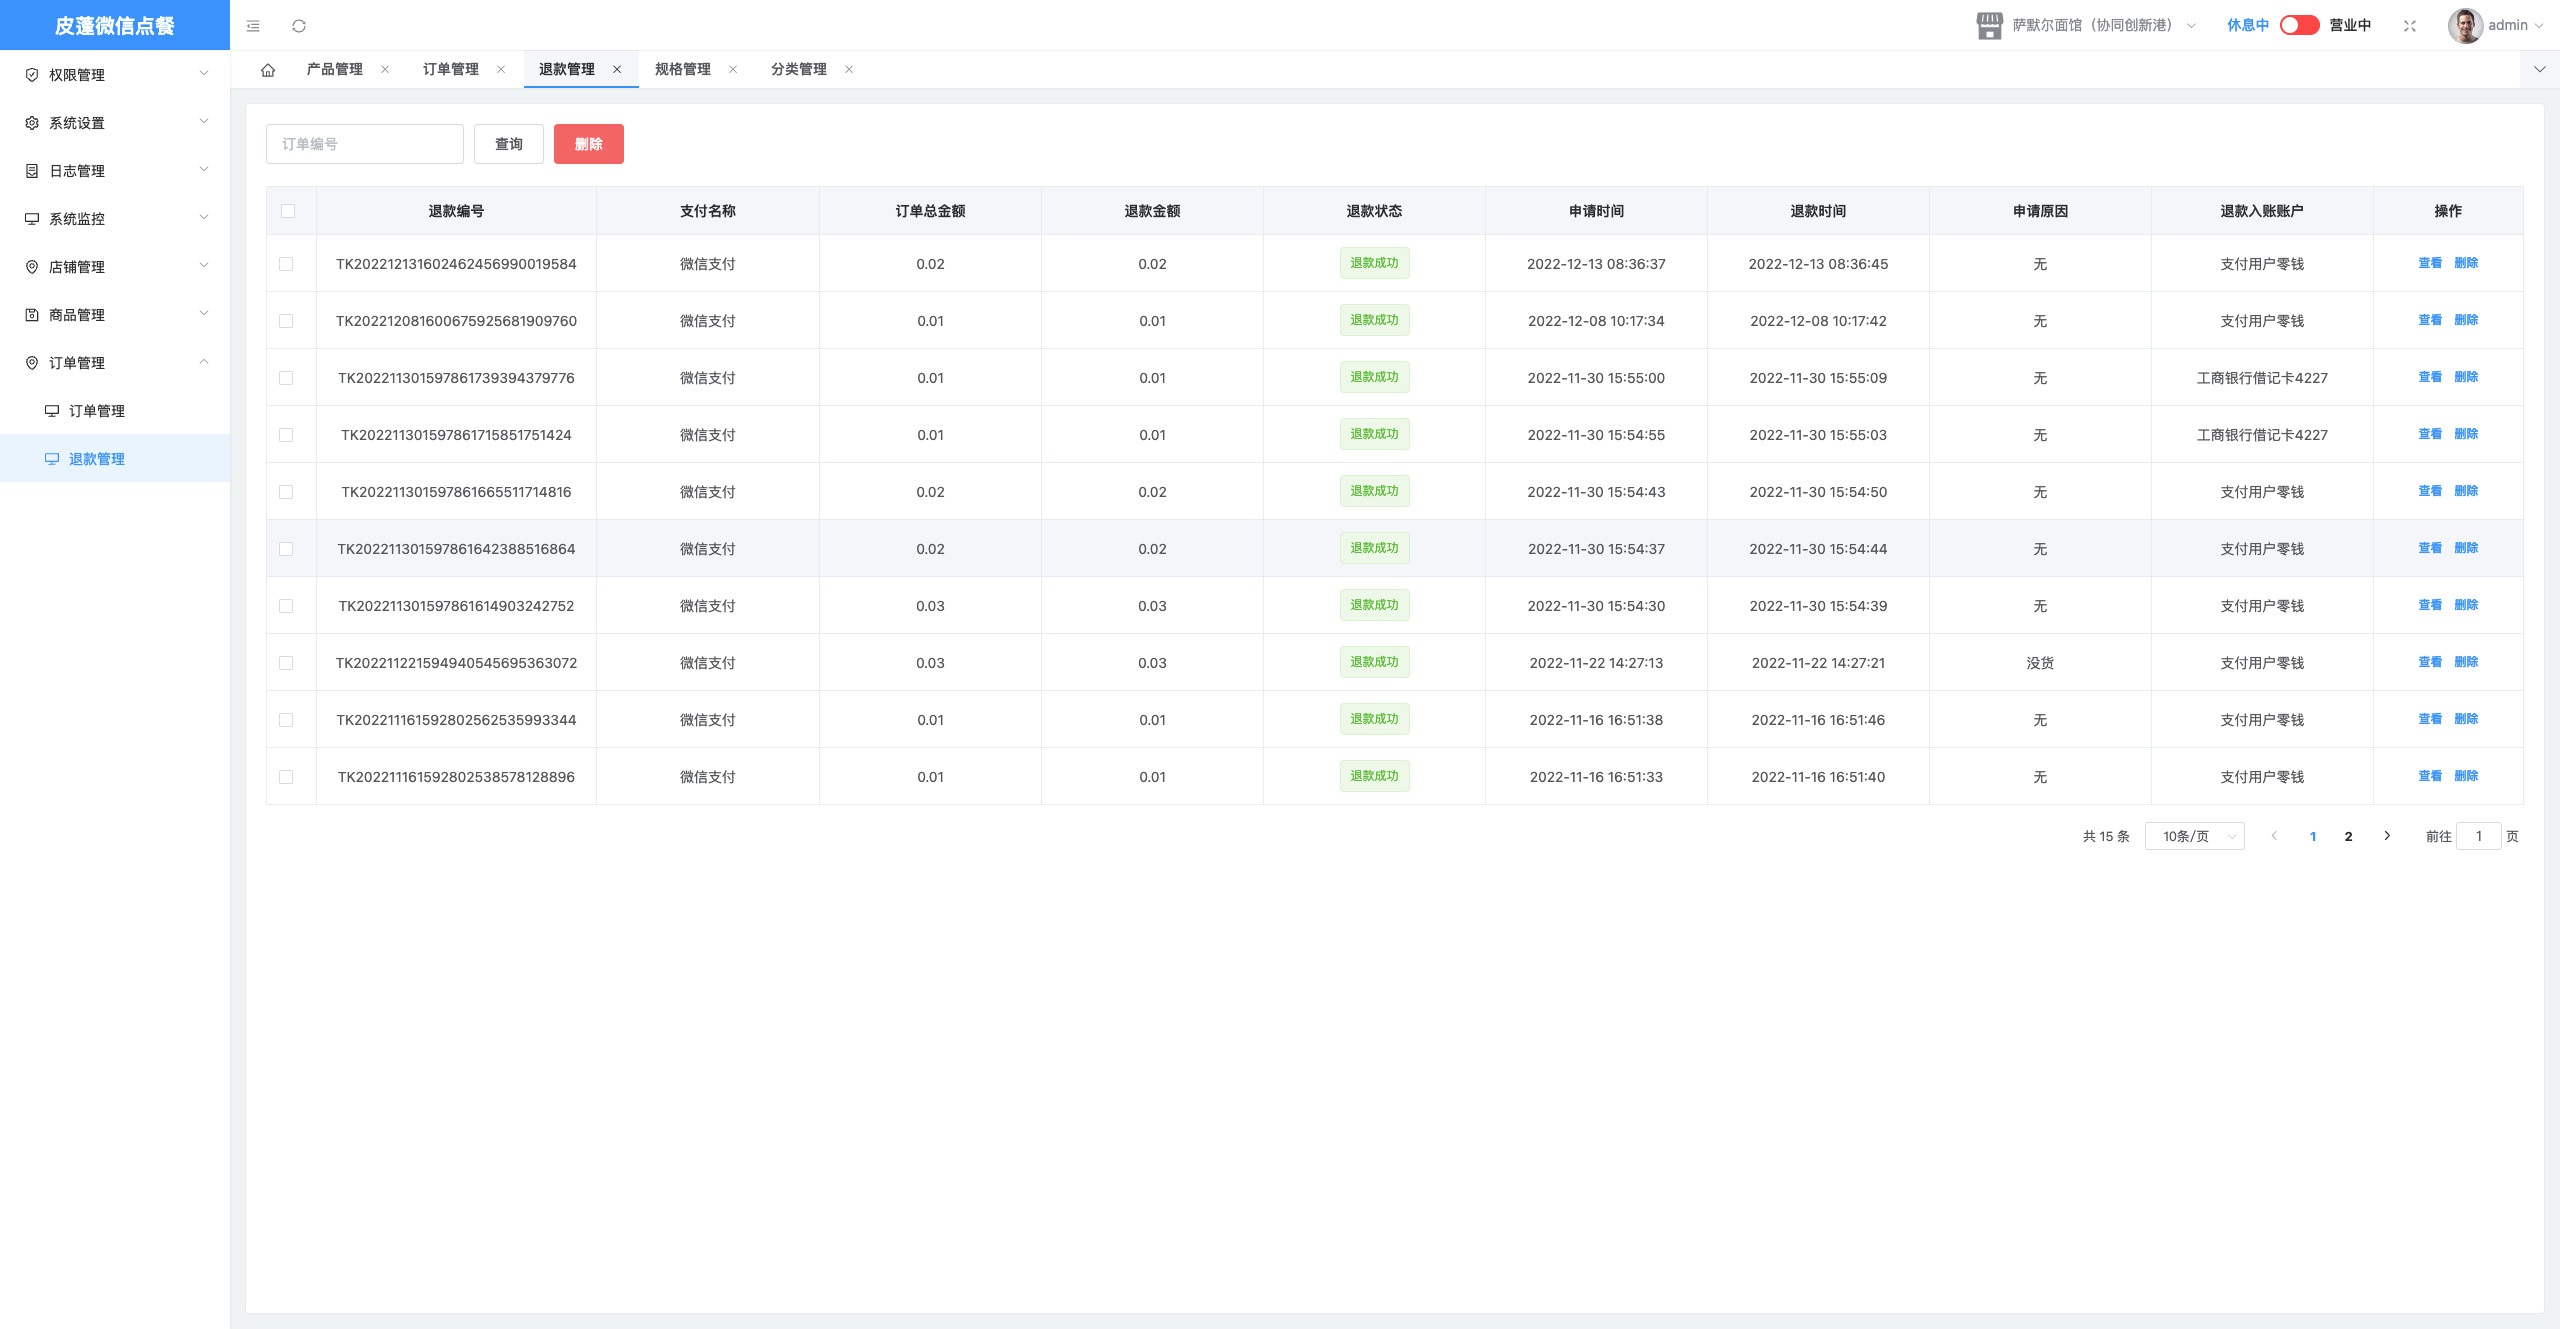 皮蓬微信点餐
萨默尔面馆（协同创新港） 休息中 营业中 admin
权限管理
系统设置
日志管理
系统监控
店铺管理
商品管理
订单管理
订单管理
退款管理
产品管理 订单管理 退款管理 规格管理 分类管理
订单编号 查询 删除
退款编号 支付名称 订单总金额 退款金额 退款状态 申请时间 退款时间 申请原因 退款入账账户 操作
TK202212131602462456990019584 微信支付 0.02 0.02 退款成功 2022-12-13 08:36:37 2022-12-13 08:36:45 无 支付用户零钱 查看 删除
TK202212081600675925681909760 微信支付 0.01 0.01 退款成功 2022-12-08 10:17:34 2022-12-08 10:17:42 无 支付用户零钱 查看 删除
TK202211301597861739394379776 微信支付 0.01 0.01 退款成功 2022-11-30 15:55:00 2022-11-30 15:55:09 无 工商银行借记卡4227 查看 删除
TK202211301597861715851751424 微信支付 0.01 0.01 退款成功 2022-11-30 15:54:55 2022-11-30 15:55:03 无 工商银行借记卡4227 查看 删除
TK202211301597861665511714816 微信支付 0.02 0.02 退款成功 2022-11-30 15:54:43 2022-11-30 15:54:50 无 支付用户零钱 查看 删除
TK202211301597861642388516864 微信支付 0.02 0.02 退款成功 2022-11-30 15:54:37 2022-11-30 15:54:44 无 支付用户零钱 查看 删除
TK202211301597861614903242752 微信支付 0.03 0.03 退款成功 2022-11-30 15:54:30 2022-11-30 15:54:39 无 支付用户零钱 查看 删除
TK202211221594940545695363072 微信支付 0.03 0.03 退款成功 2022-11-22 14:27:13 2022-11-22 14:27:21 没货 支付用户零钱 查看 删除
TK202211161592802562535993344 微信支付 0.01 0.01 退款成功 2022-11-16 16:51:38 2022-11-16 16:51:46 无 支付用户零钱 查看 删除
TK202211161592802538578128896 微信支付 0.01 0.01 退款成功 2022-11-16 16:51:33 2022-11-16 16:51:40 无 支付用户零钱 查看 删除
共 15 条 10条/页 1 2 前往 1 页